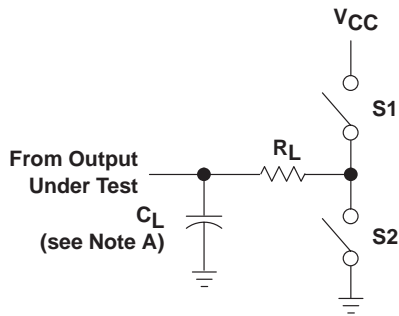 VCC
S1
From Output
Under Test
RL
CL
(see Note A)
S2